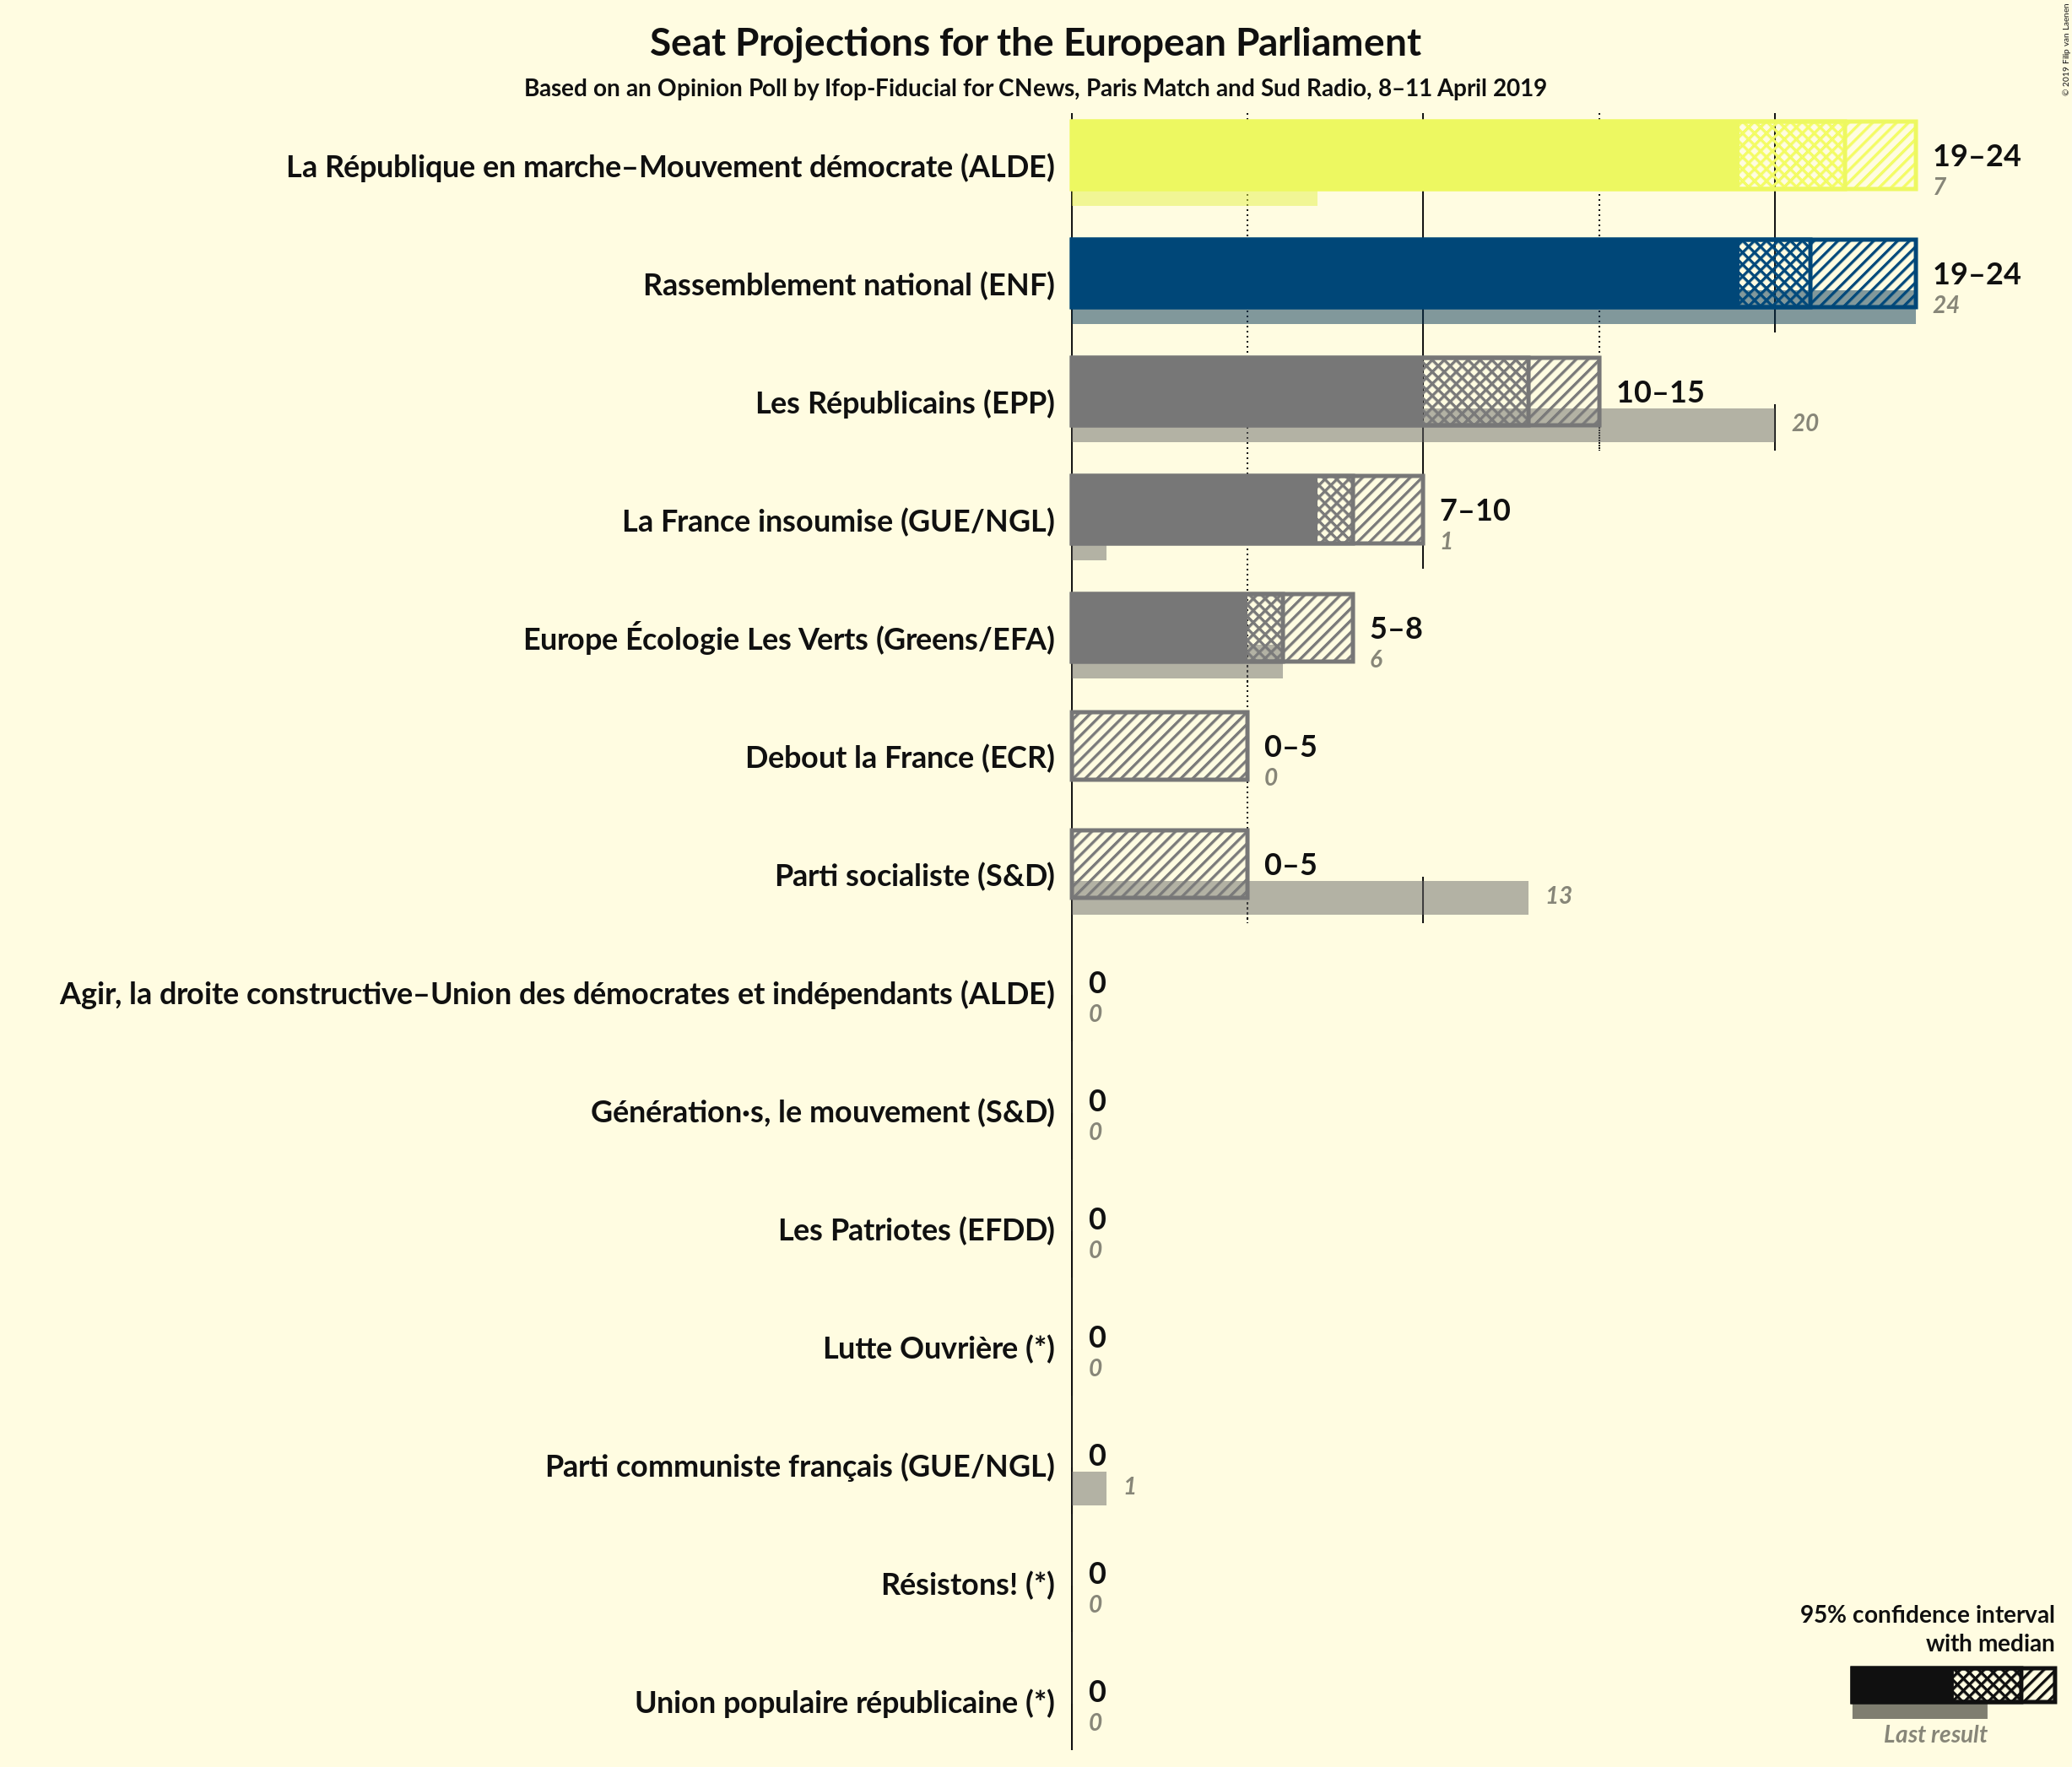 Seat Projections for the European Parliament
Based on an Opinion Poll by Ifop-Fiducial for CNews, Paris Match and Sud Radio, 8–11 April 2019
© 2019 Filip van Laenen
La République en marche–Mouvement démocrate (ALDE)
19–24
7
Rassemblement national (ENF)
19–24
24
Les Républicains (EPP)
10–15
20
La France insoumise (GUE/NGL)
7–10
1
Europe Écologie Les Verts (Greens/EFA)
5–8
6
Debout la France (ECR)
0–5
0
Parti socialiste (S&D)
0–5
13
Agir, la droite constructive–Union des démocrates et indépendants (ALDE)
0
0
Génération·s, le mouvement (S&D)
0
0
Les Patriotes (EFDD)
0
0
Lutte Ouvrière (*)
0
0
Parti communiste français (GUE/NGL)
0
1
Résistons! (*)
0
0
Union populaire républicaine (*)
0
0
95% confidence interval
with median
Last result